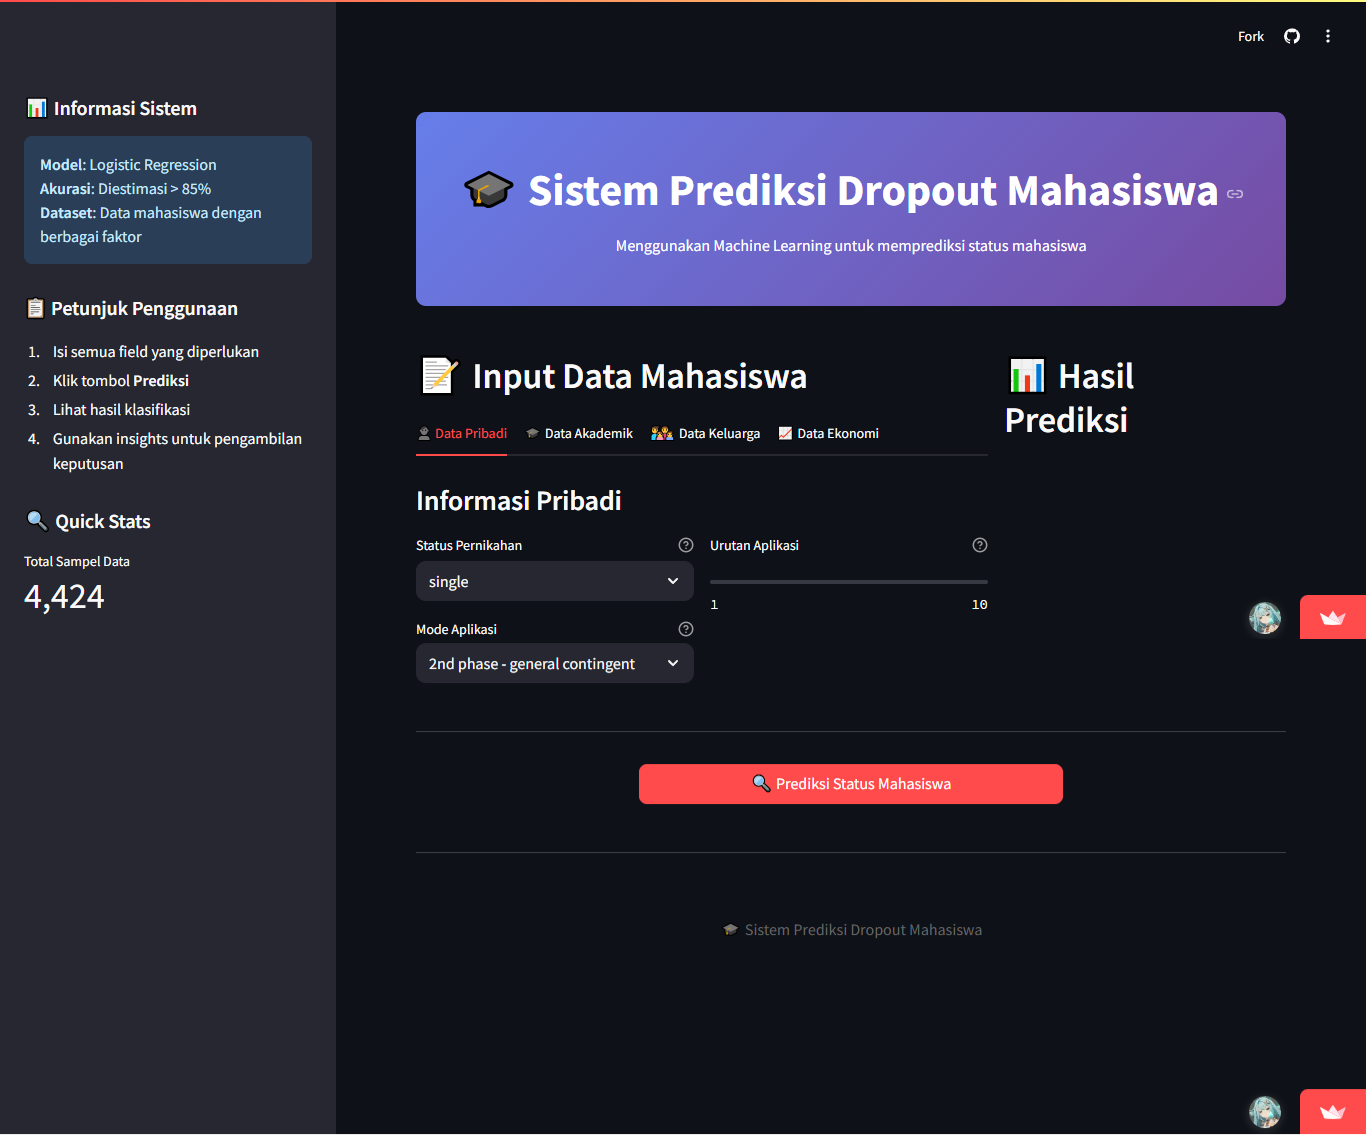 Fork
Informasi Sistem
Model: Logistic Regression
Akurasi: Diestimasi > 85%
Dataset: Data mahasiswa dengan
berbagai faktor
Petunjuk Penggunaan
1. Isi semua field yang diperlukan
2. Klik tombol Prediksi
3. Lihat hasil klasifikasi
4. Gunakan insights untuk pengambilan
keputusan
Quick Stats
Total Sampel Data
4,424
Sistem Prediksi Dropout Mahasiswa
Menggunakan Machine Learning untuk memprediksi status mahasiswa
Input Data Mahasiswa
Data Pribadi Data Akademik Data Keluarga Data Ekonomi
Informasi Pribadi
Status Pernikahan
single
Mode Aplikasi
2nd phase - general contingent
Urutan Aplikasi
1 10
Hasil
Prediksi
Prediksi Status Mahasiswa
Sistem Prediksi Dropout Mahasiswa